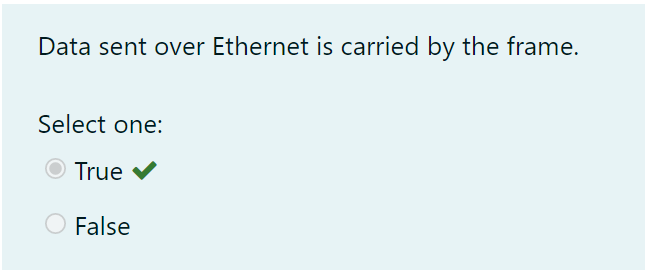 Data sent over Ethernet is carried by the frame.
Select one:
True
False